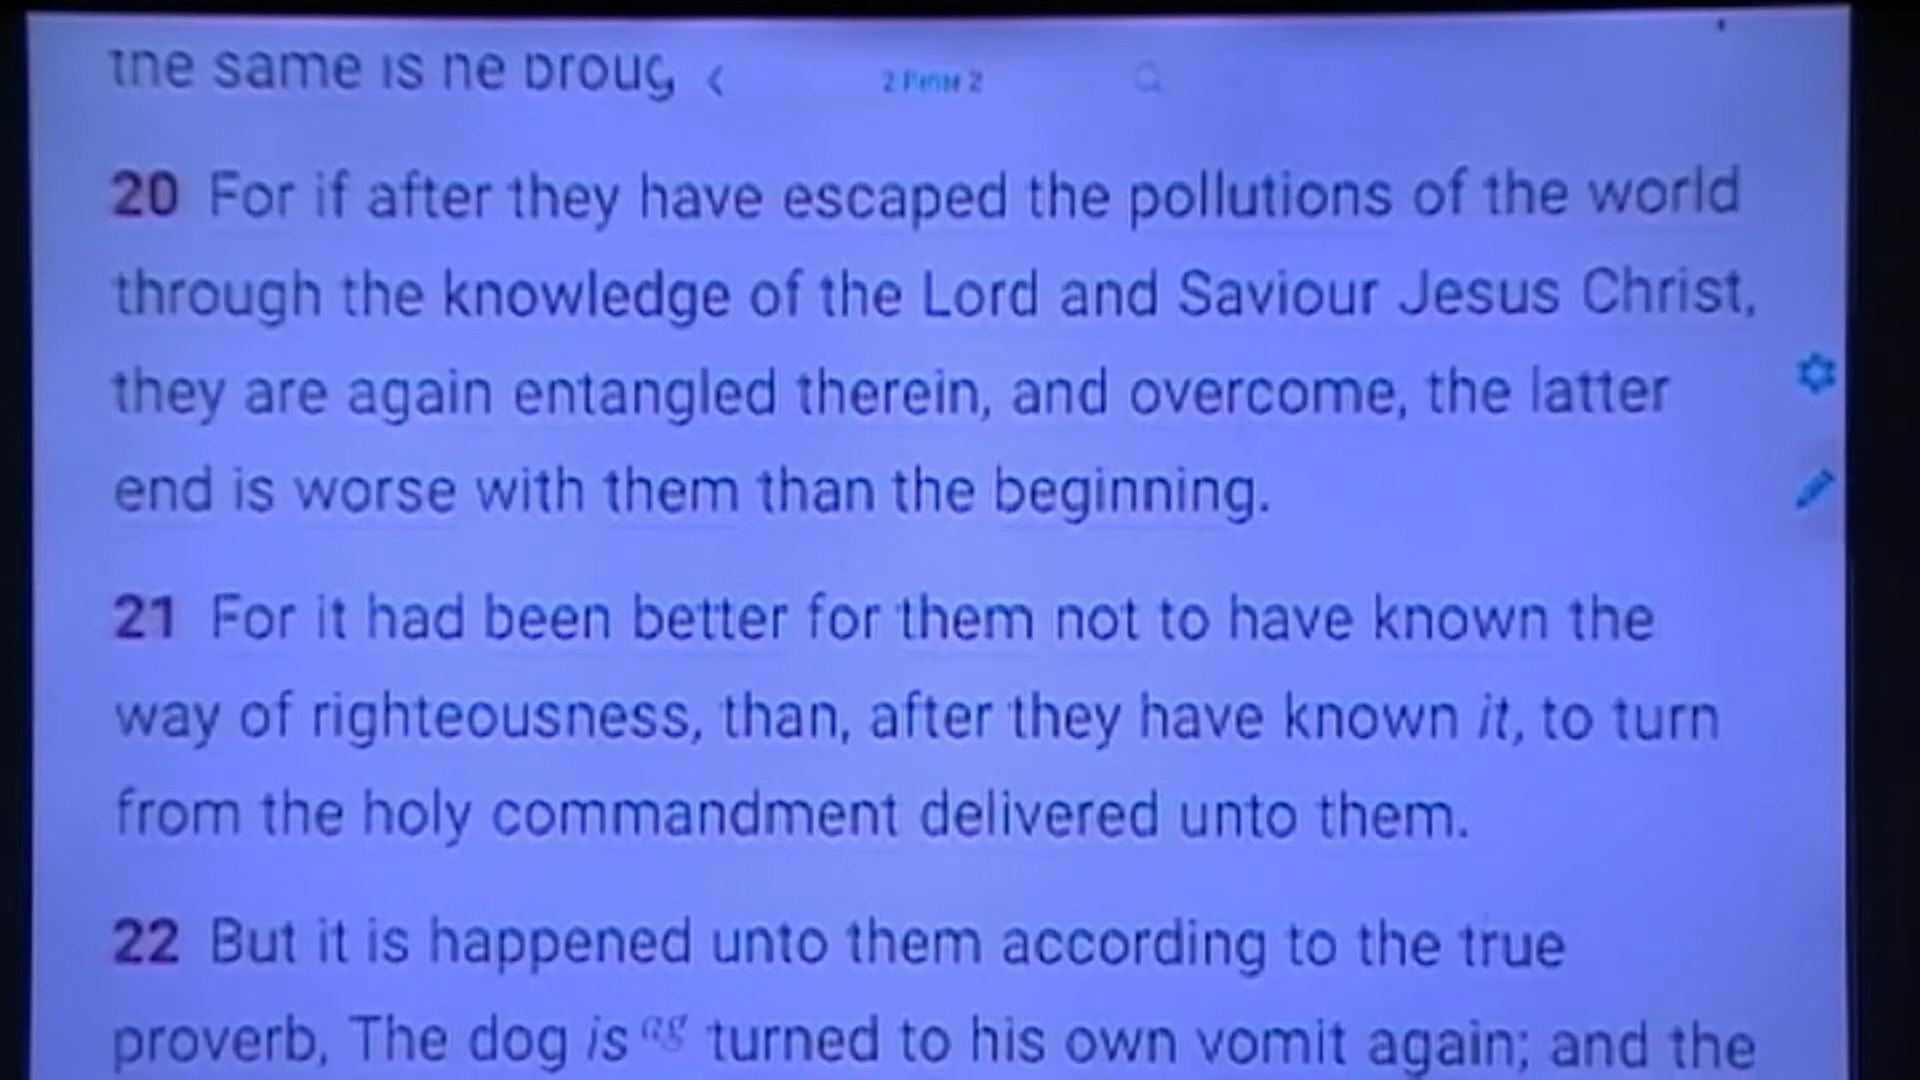 the same is he broug
20 For if after they have escaped the pollutions of the world
through the knowledge of the Lord and Saviour Jesus Christ,
they are again entangled therein, and overcome, the latter
end is worse with them than the beginning.
21 For it had been better for them not to have known the
way of righteousness, than, after they have known it, to turn
from the holy commandment delivered unto them.
22 But it is happened unto them according to the true
proverb, The dog is turned to his own vomit again; and the